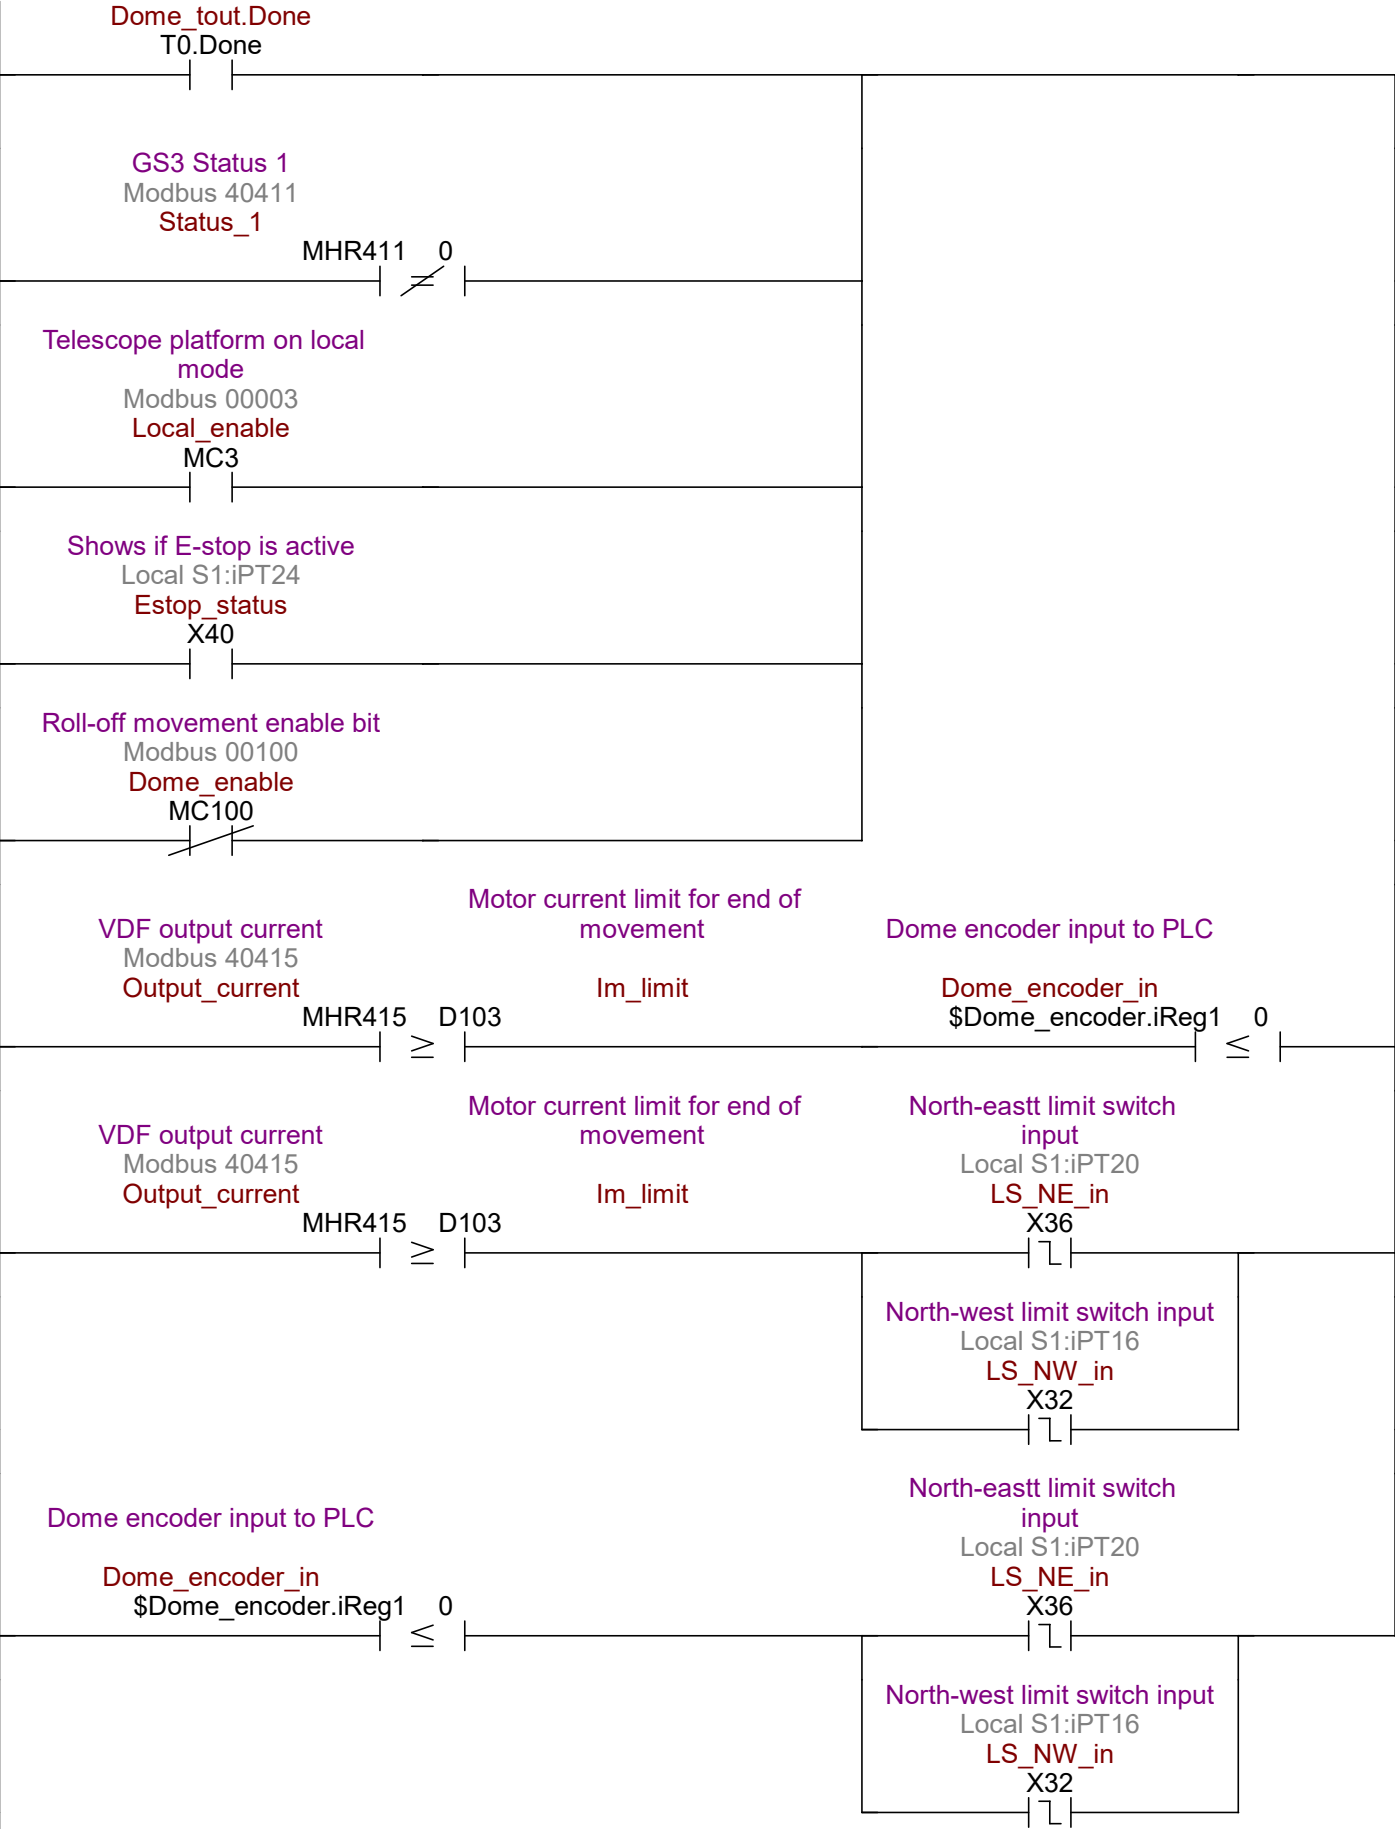 Dome_tout.Done
T0.Done
GS3 Status 1
Modbus 40411
Status_1
MHR411 0
Telescope platform on local
mode
Modbus 00003
Local_enable
MC3
Shows if E-stop is active
Local S1:iPT24
Estop_status
X40
Roll-off movement enable bit
Modbus 00100
Dome_enable
MC100
VDF output current
Modbus 40415
Output_current
MHR415 ≥ D103
Motor current limit for end of
movement
Im_limit
Dome encoder input to PLC
Dome_encoder_in
$Dome_encoder.iReg1 ≤ 0
VDF output current
Modbus 40415
Output_current
MHR415 ≥ D103
Motor current limit for end of
movement
Im_limit
North-eastt limit switch
input
Local S1:iPT20
LS_NE_in
X36
North-west limit switch input
Local S1:iPT16
LS_NW_in
X32
Dome encoder input to PLC
Dome_encoder_in
$Dome_encoder.iReg1 ≤ 0
North-eastt limit switch
input
Local S1:iPT20
LS_NE_in
X36
North-west limit switch input
Local S1:iPT16
LS_NW_in
X32